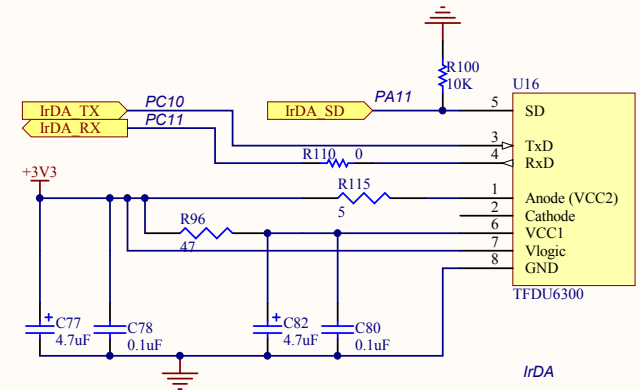 R100
10K
U16
IrDA_TX
PC10
IrDA_SD
PA11
5
SD
IrDA_RX
PC11
3
TxD
R110
0
4
RxD
+3V3
R115
5
1
Anode (VCC2)
2
Cathode
R96
47
6
VCC1
7
Vlogic
8
GND
TFDU6300
+
C77
4.7uF
C78
0.1uF
+
C82
4.7uF
C80
0.1uF
IrDA